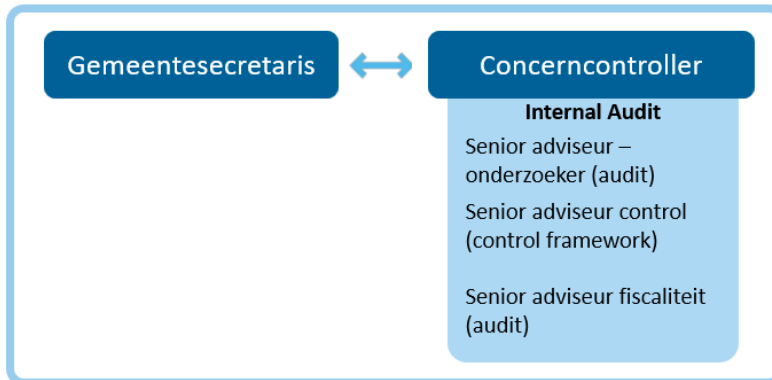 Gemeentesecretaris
Concerncontroller
Internal Audit
Senior adviseur –
onderzoeker (audit)
Senior adviseur control
(control framework)
Senior adviseur fiscaliteit
(audit)